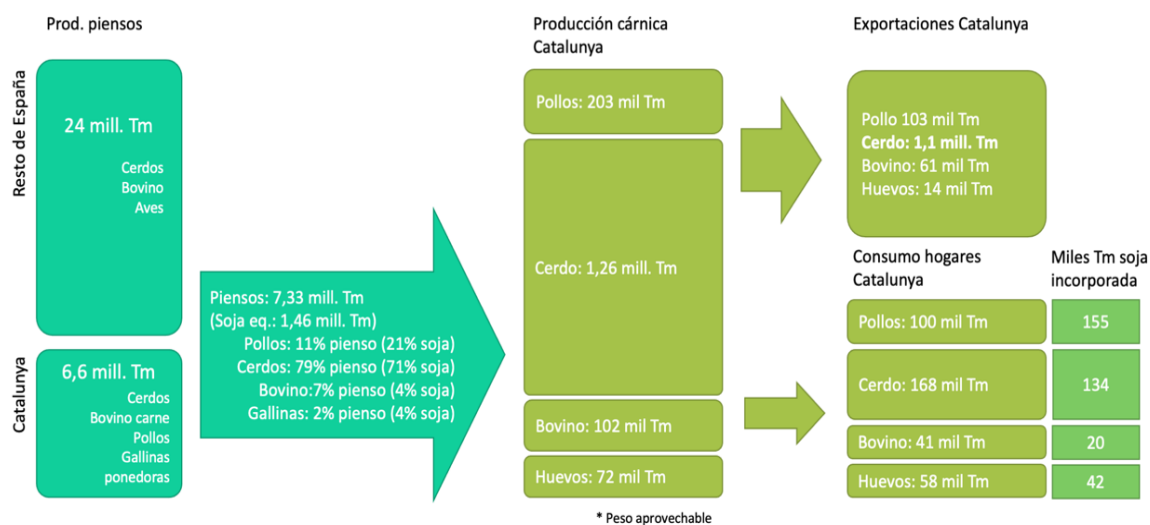 Prod. piensos
Resto de España
24 mill. Tm
Cerdos
Bovino
Aves
Catalunya
6,6 mill. Tm
Cerdos
Bovino carne
Pollos
Gallinas
ponedoras
Piensos: 7,33 mill. Tm
(Soja eq.: 1,46 mill. Tm)
Pollos: 11% pienso (21% soja)
Cerdos: 79% pienso (71% soja)
Bovino:7% pienso (4% soja)
Gallinas: 2% pienso (4% soja)
Producción cárnica
Catalunya
Pollos: 203 mil Tm
Cerdo: 1,26 mill. Tm
Bovino: 102 mil Tm
Huevos: 72 mil Tm
* Peso aprovechable
Exportaciones Catalunya
Pollo 103 mil Tm
Cerdo: 1,1 mill. Tm
Bovino: 61 mil Tm
Huevos: 14 mil Tm
Consumo hogares
Catalunya
Miles Tm soja
incorporada
Pollos: 100 mil Tm
155
Cerdo: 168 mil Tm
134
Bovino: 41 mil Tm
20
Huevos: 58 mil Tm
42